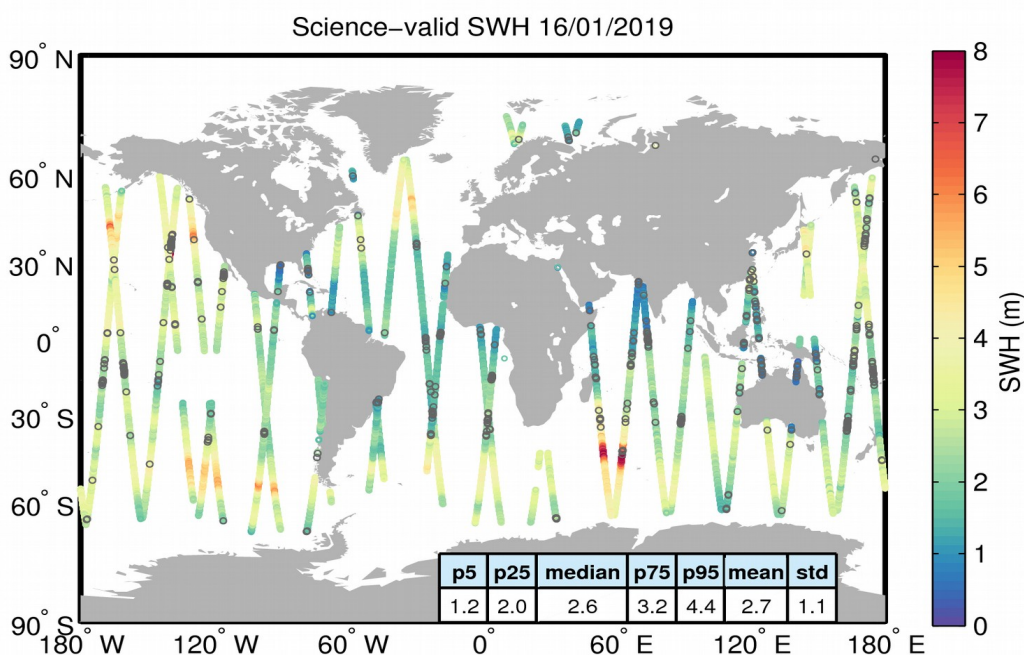 Science−valid SWH 16/01/2019
90° N
60° N
30° N
0°
30° S
60° S
90° S
180° W
120° W
60° W
0°
60° E
120° E
180° E
p5 p25 median p75 p95 mean std
1.2 2.0 2.6 3.2 4.4 2.7 1.1
8
7
6
5
4
3
2
1
0
SWH (m)